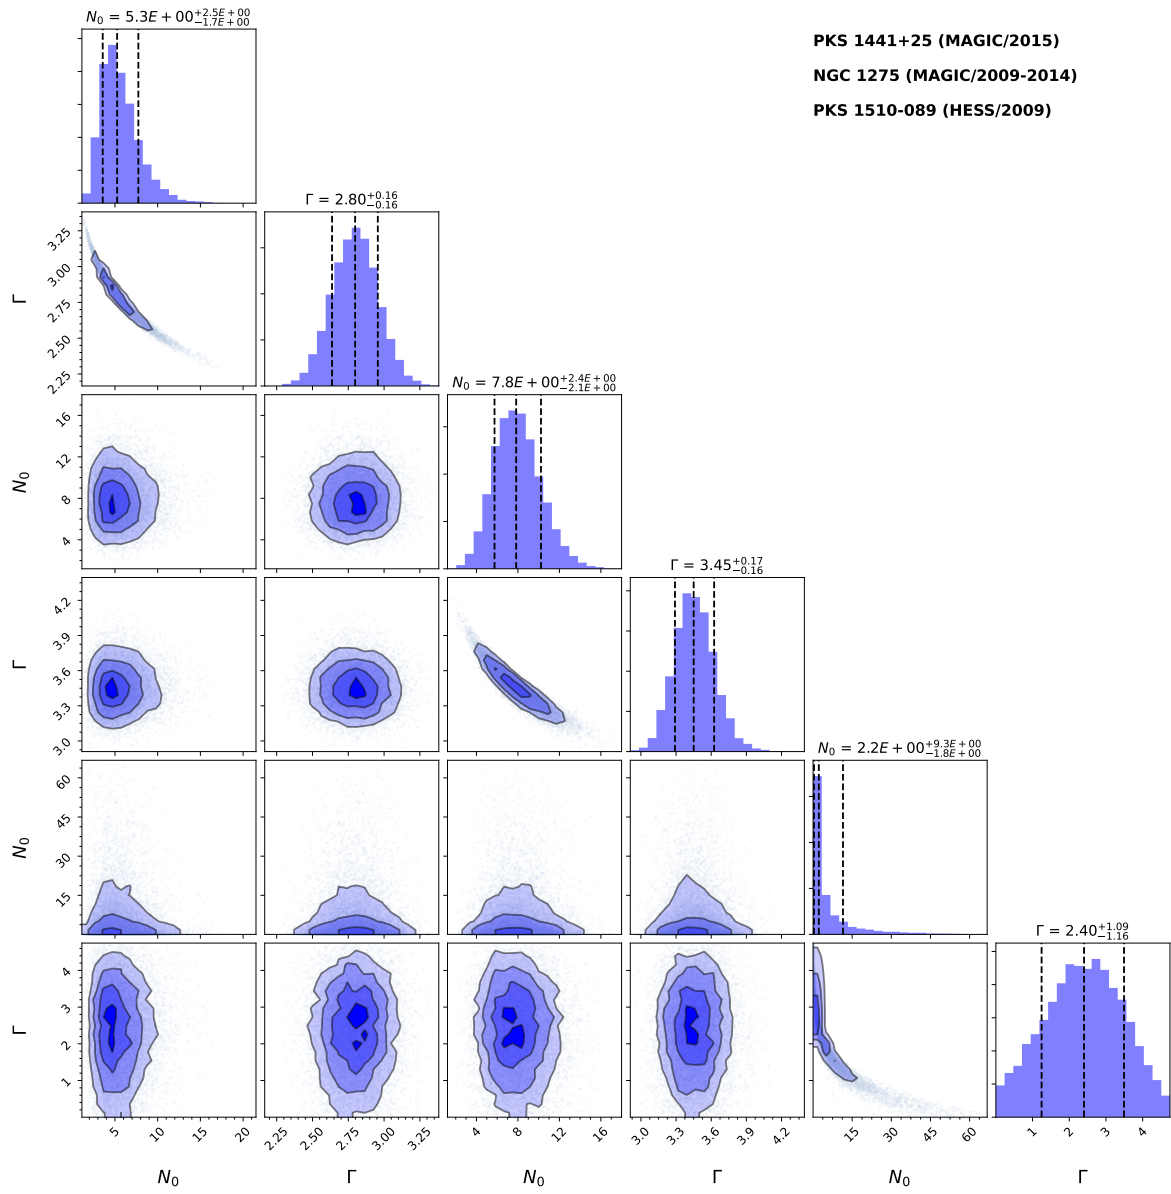 N₀ = 5.3E + 00 +2.5E+00 −1.7E+00
PKS 1441+25 (MAGIC/2015)
NGC 1275 (MAGIC/2009-2014)
PKS 1510-089 (HESS/2009)
Γ = 2.80 +0.16 −0.16
Γ
3.25
3.00
2.75
2.50
2.25
N₀ = 7.8E + 00 +2.4E+00 −2.1E+00
N₀
16
12
8
4
Γ = 3.45 +0.17 −0.16
Γ
4.2
3.9
3.6
3.3
3.0
N₀ = 2.2E + 00 +9.3E+00 −1.8E+00
N₀
60
45
30
15
Γ = 2.40 +1.09 −1.16
Γ
4
3
2
1
5 10 15 20 2.25 2.50 2.75 3.00 3.25 4 8 12 16 3.0 3.3 3.6 3.9 4.2 15 30 45 60 1 2 3 4
N₀ Γ N₀ Γ N₀ Γ